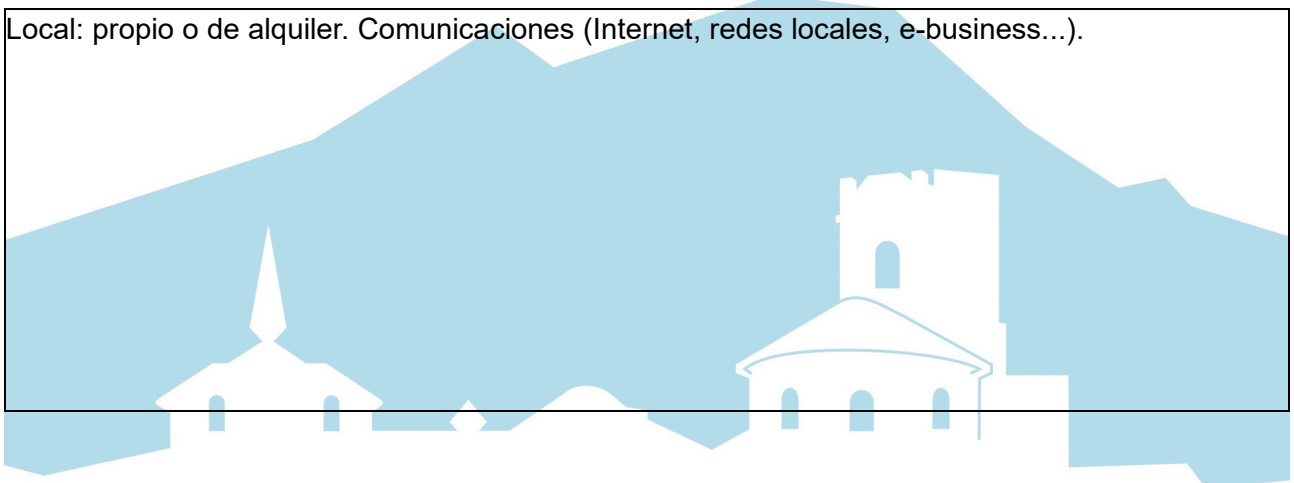 Local: propio o de alquiler. Comunicaciones (Internet, redes locales, e-business...).